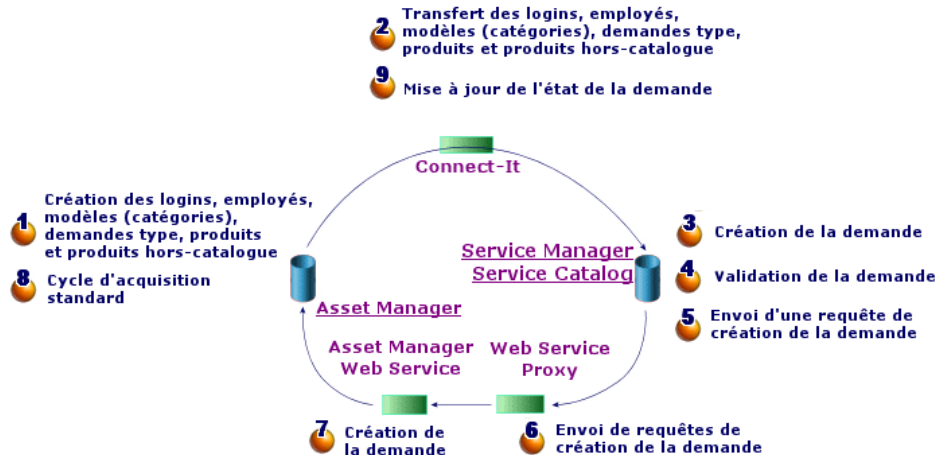 2 Transfert des logins, employés,
modèles (catégories), demandes type,
produits et produits hors-catalogue
9 Mise à jour de l'état de la demande
Connect-It
1 Création des logins, employés,
modèles (catégories),
demandes type, produits
et produits hors-catalogue
8 Cycle d'acquisition
standard
Asset Manager
Service Manager
Service Catalog
3 Création de la demande
4 Validation de la demande
5 Envoi d'une requête de
création de la demande
Asset Manager
Web Service
Web Service
Proxy
7 Création de
la demande
6 Envoi de requêtes de
création de la demande